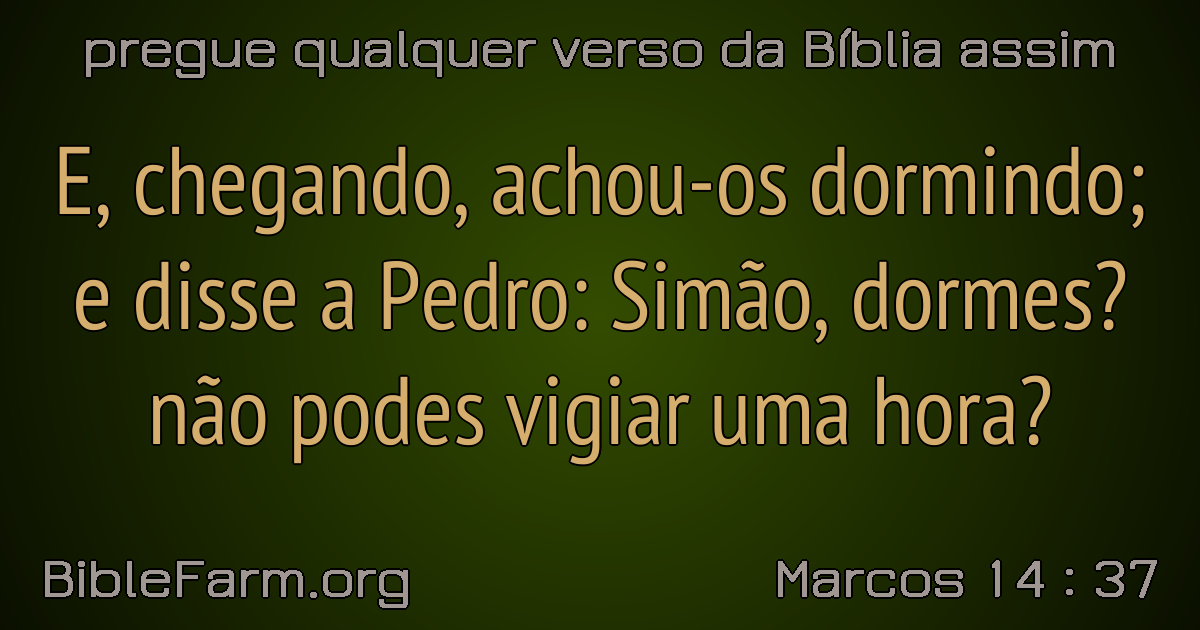 pregue qualquer verso da Bíblia assim
E, chegando, achou-os dormindo;
e disse a Pedro: Simão, dormes?
não podes vigiar uma hora?
BibleFarm.org
Marcos 14 : 37